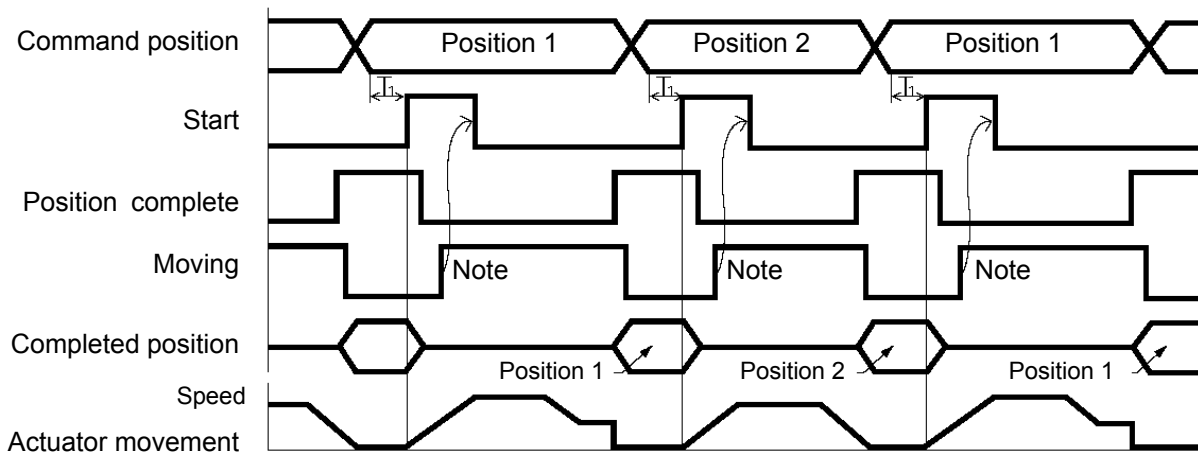 Command position
Position 1
Position 2
Position 1
T₁
T₁
T₁
Start
Position complete
Moving
Note
Note
Note
Completed position
Position 1
Position 2
Position 1
Speed
Actuator movement